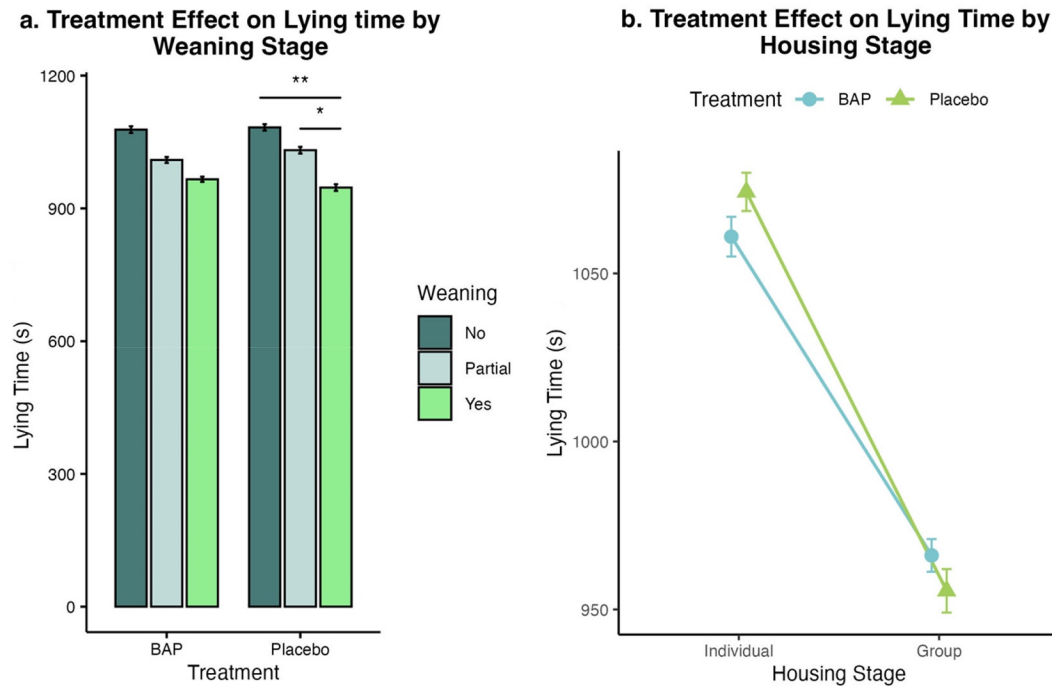 a. Treatment Effect on Lying time by
Weaning Stage
1200
900
600
300
0
Lying Time (s)
**
*
BAP
Placebo
Treatment
Weaning
No
Partial
Yes
b. Treatment Effect on Lying Time by
Housing Stage
Treatment BAP Placebo
1050
1000
950
Lying Time (s)
Individual
Group
Housing Stage